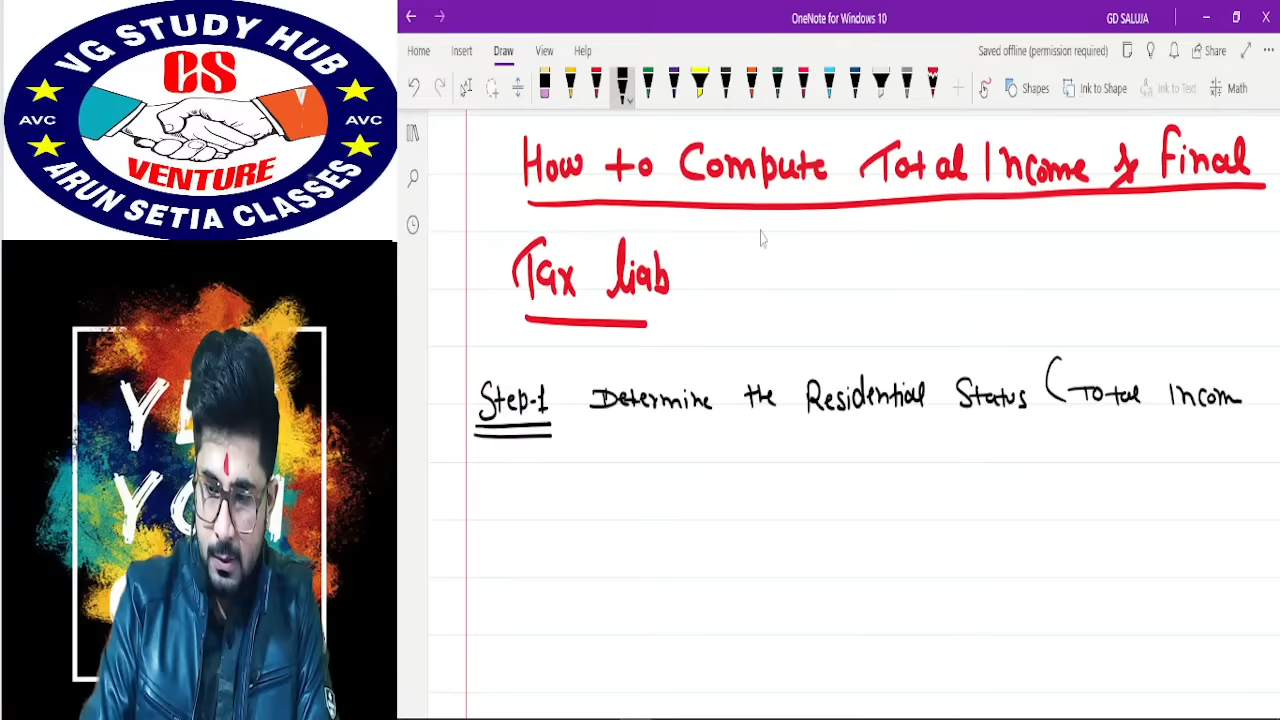 VG STUDY HUB
CS
AVC
AVC
VENTURE
ARUN SETIA CLASSES
OneNote for Windows 10
GD SALUJA
Home Insert Draw View Help
Saved offline (permission required)
Share
Shapes
Ink to Shape
Ink to Text
Math
How to Compute Total Income & Final
Tax liab
Step-1 Determine the Residential Status (Total Incom